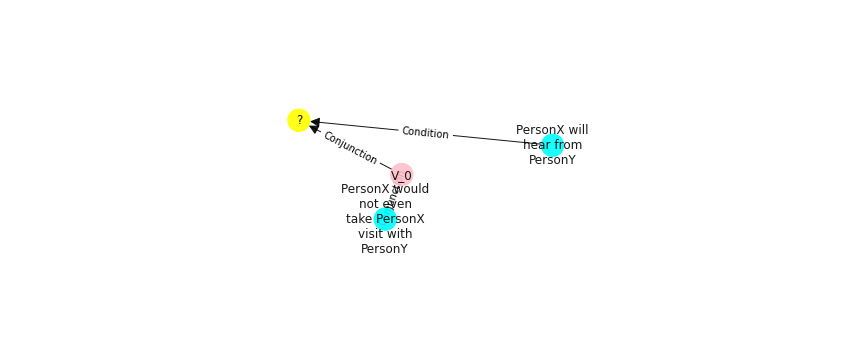 ?
Condition
PersonX will
hear from
PersonY
Conjunction
V_0
PersonX would
not even
take PersonX
visit with
PersonY